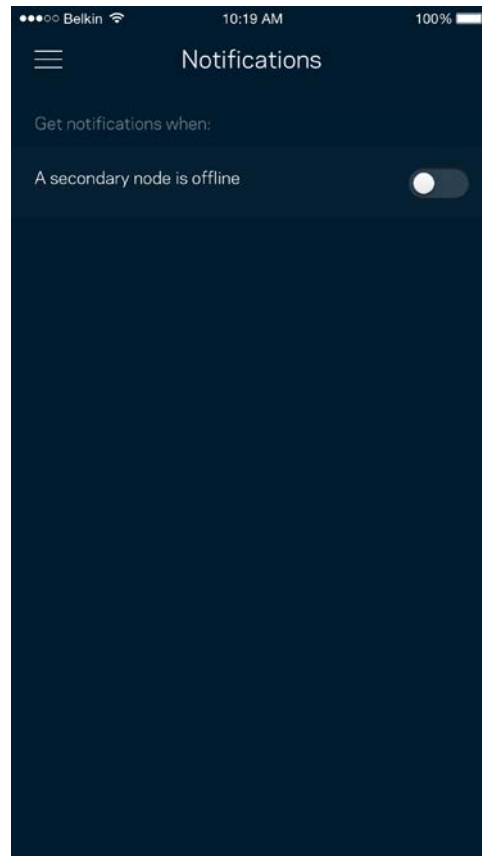 Belkin 10:19 AM 100%
Notifications
Get notifications when:
A secondary node is offline